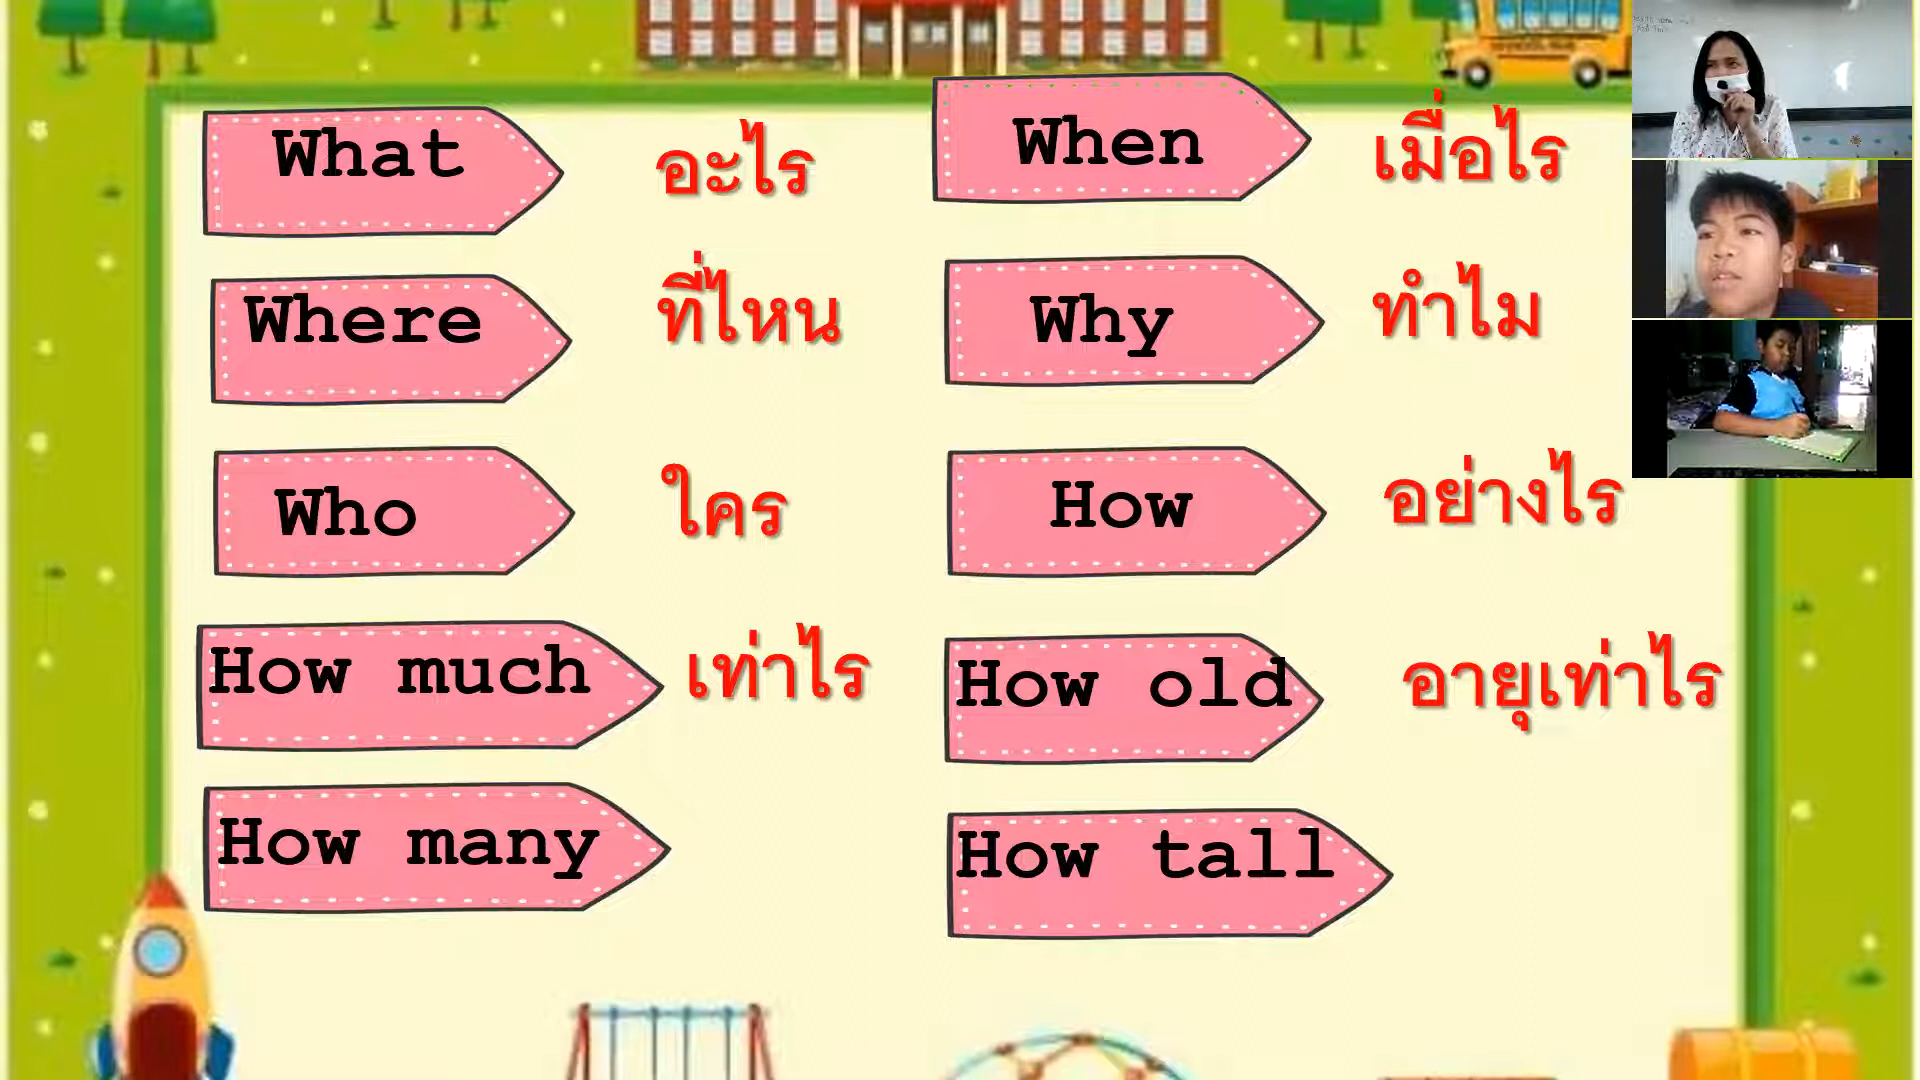 What
อะไร
When
เมื่อไร
Where
ที่ไหน
Why
ทำไม
Who
ใคร
How
อย่างไร
How much
เท่าไร
How old
อายุเท่าไร
How many
How tall